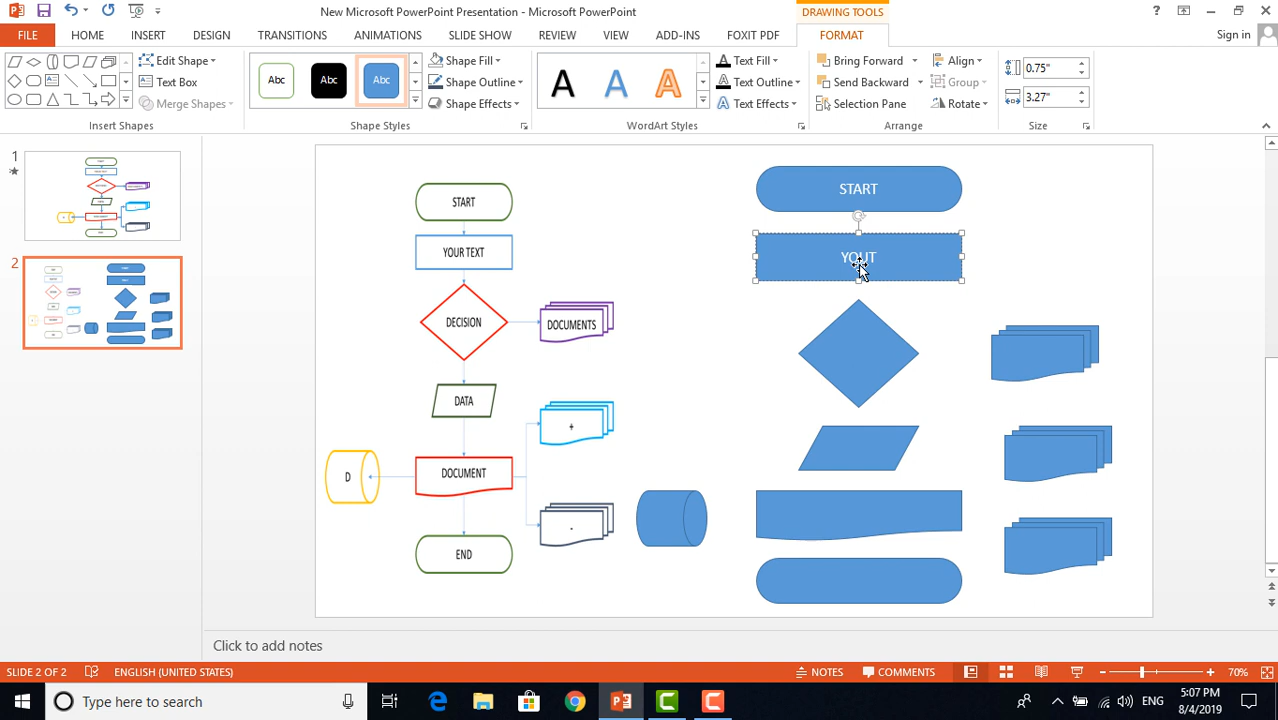 New Microsoft PowerPoint Presentation - Microsoft PowerPoint
DRAWING TOOLS
?
FILE
HOME
INSERT
DESIGN
TRANSITIONS
ANIMATIONS
SLIDE SHOW
REVIEW
VIEW
ADD-INS
FOXIT PDF
FORMAT
Sign in
Edit Shape
Text Box
Merge Shapes
Insert Shapes
Abc
Abc
Abc
Shape Fill
Shape Outline
Shape Effects
Shape Styles
A
A
A
Text Fill
Text Outline
Text Effects
WordArt Styles
Bring Forward
Send Backward
Selection Pane
Align
Group
Rotate
Arrange
0.75"
3.27"
Size
1
2
START
YOUR TEXT
DECISION
DOCUMENTS
DATA
+
D
DOCUMENT
-
END
START
YOUT
Click to add notes
SLIDE 2 OF 2
ENGLISH (UNITED STATES)
NOTES
COMMENTS
70%
Type here to search
ENG
5:07 PM
8/4/2019